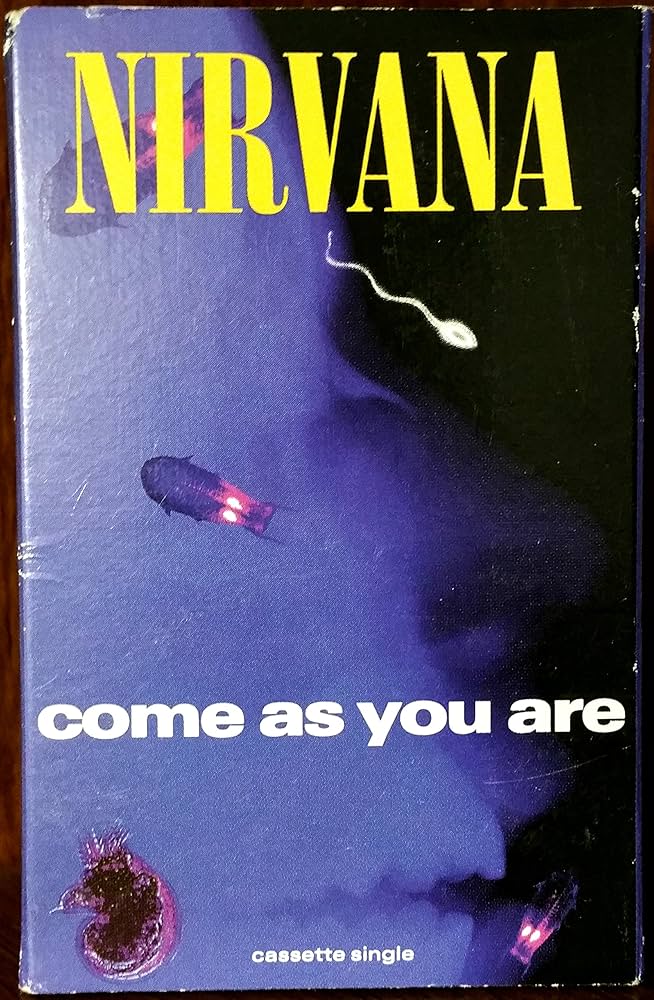 NIRVANA
come as you are
cassette single